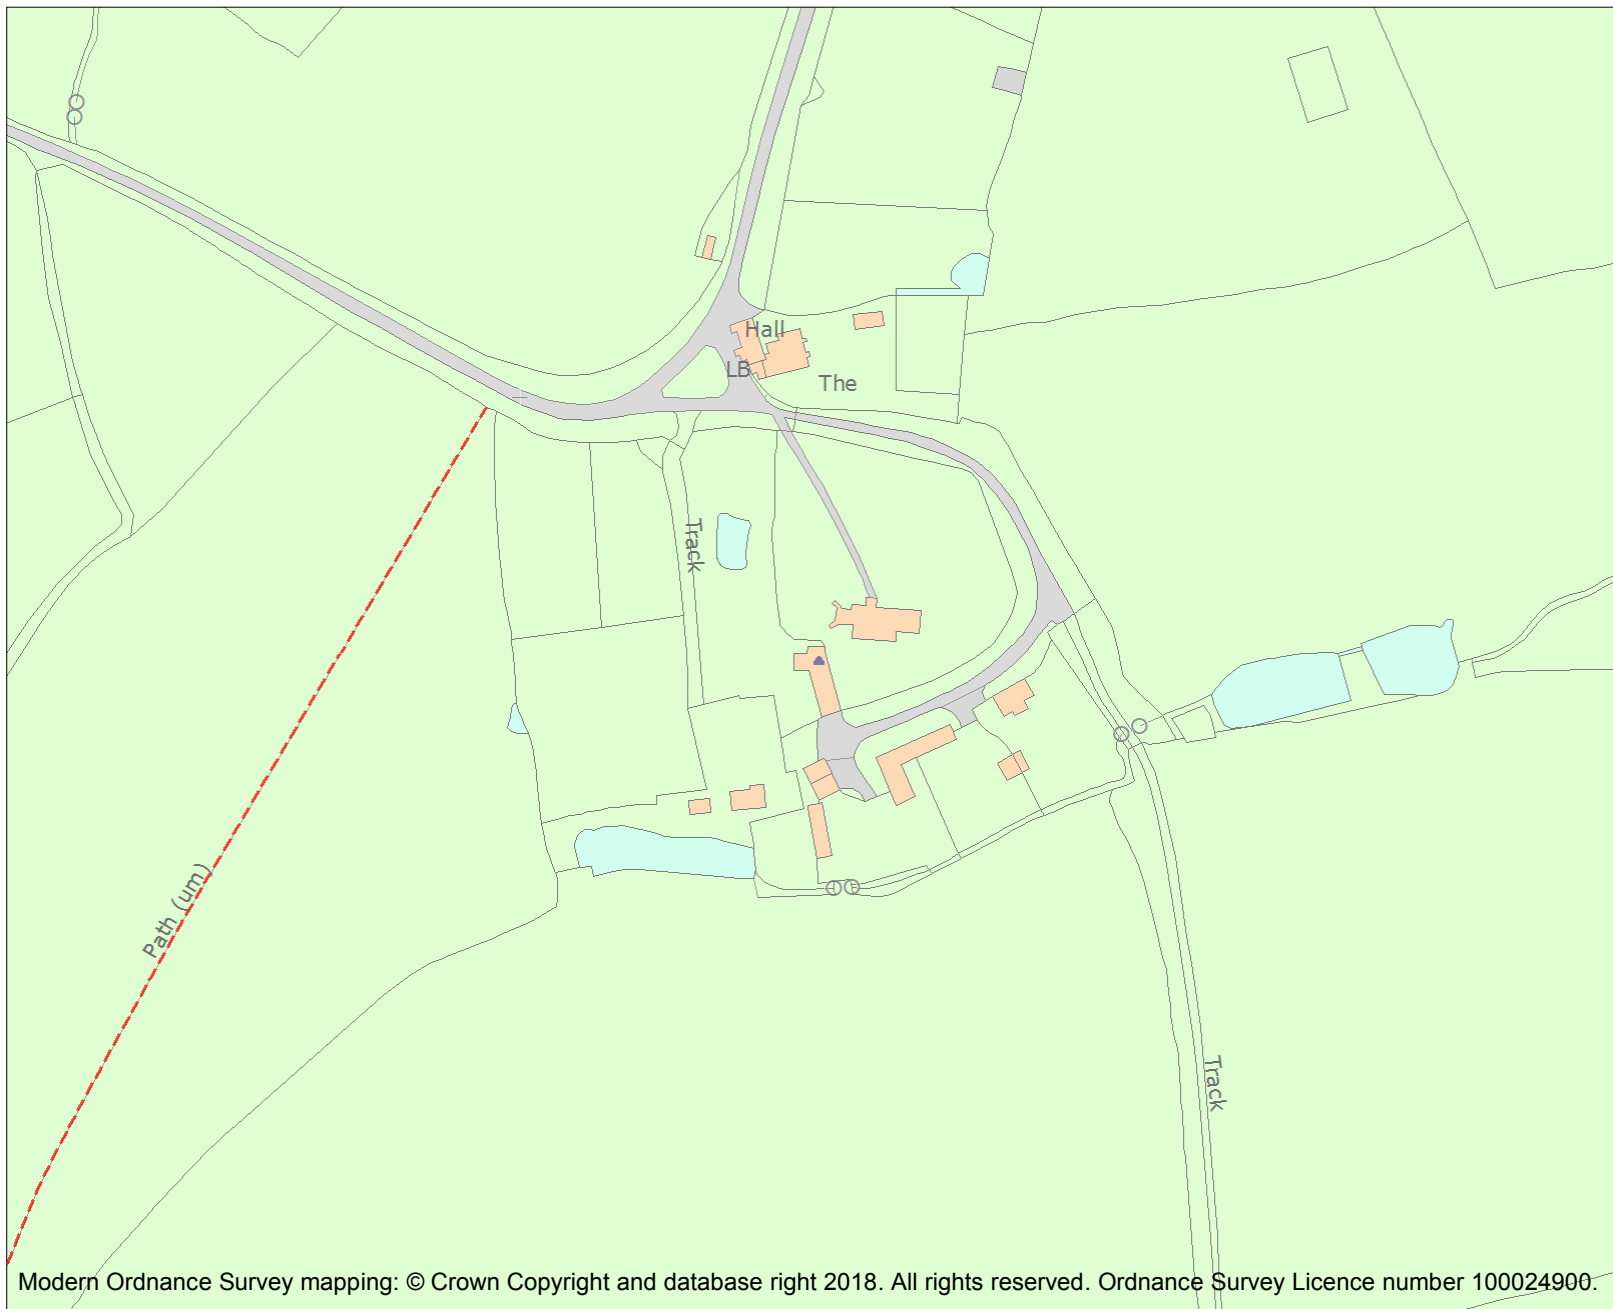 Hall
LB
The
Track
Path (um)
Track
Modern Ordnance Survey mapping: © Crown Copyright and database right 2018. All rights reserved. Ordnance Survey Licence number 100024900.